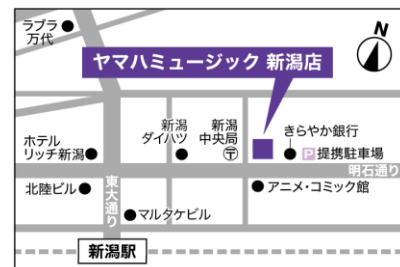 ラブラ
万代
N
ヤマハミュージック 新潟店
新潟
ダイハツ
新潟
中央局
〒
きらやか銀行
P 提携駐車場
ホテル
リッチ新潟
明石通り
北陸ビル
東大通り
アニメ・コミック館
マルタケビル
新潟駅